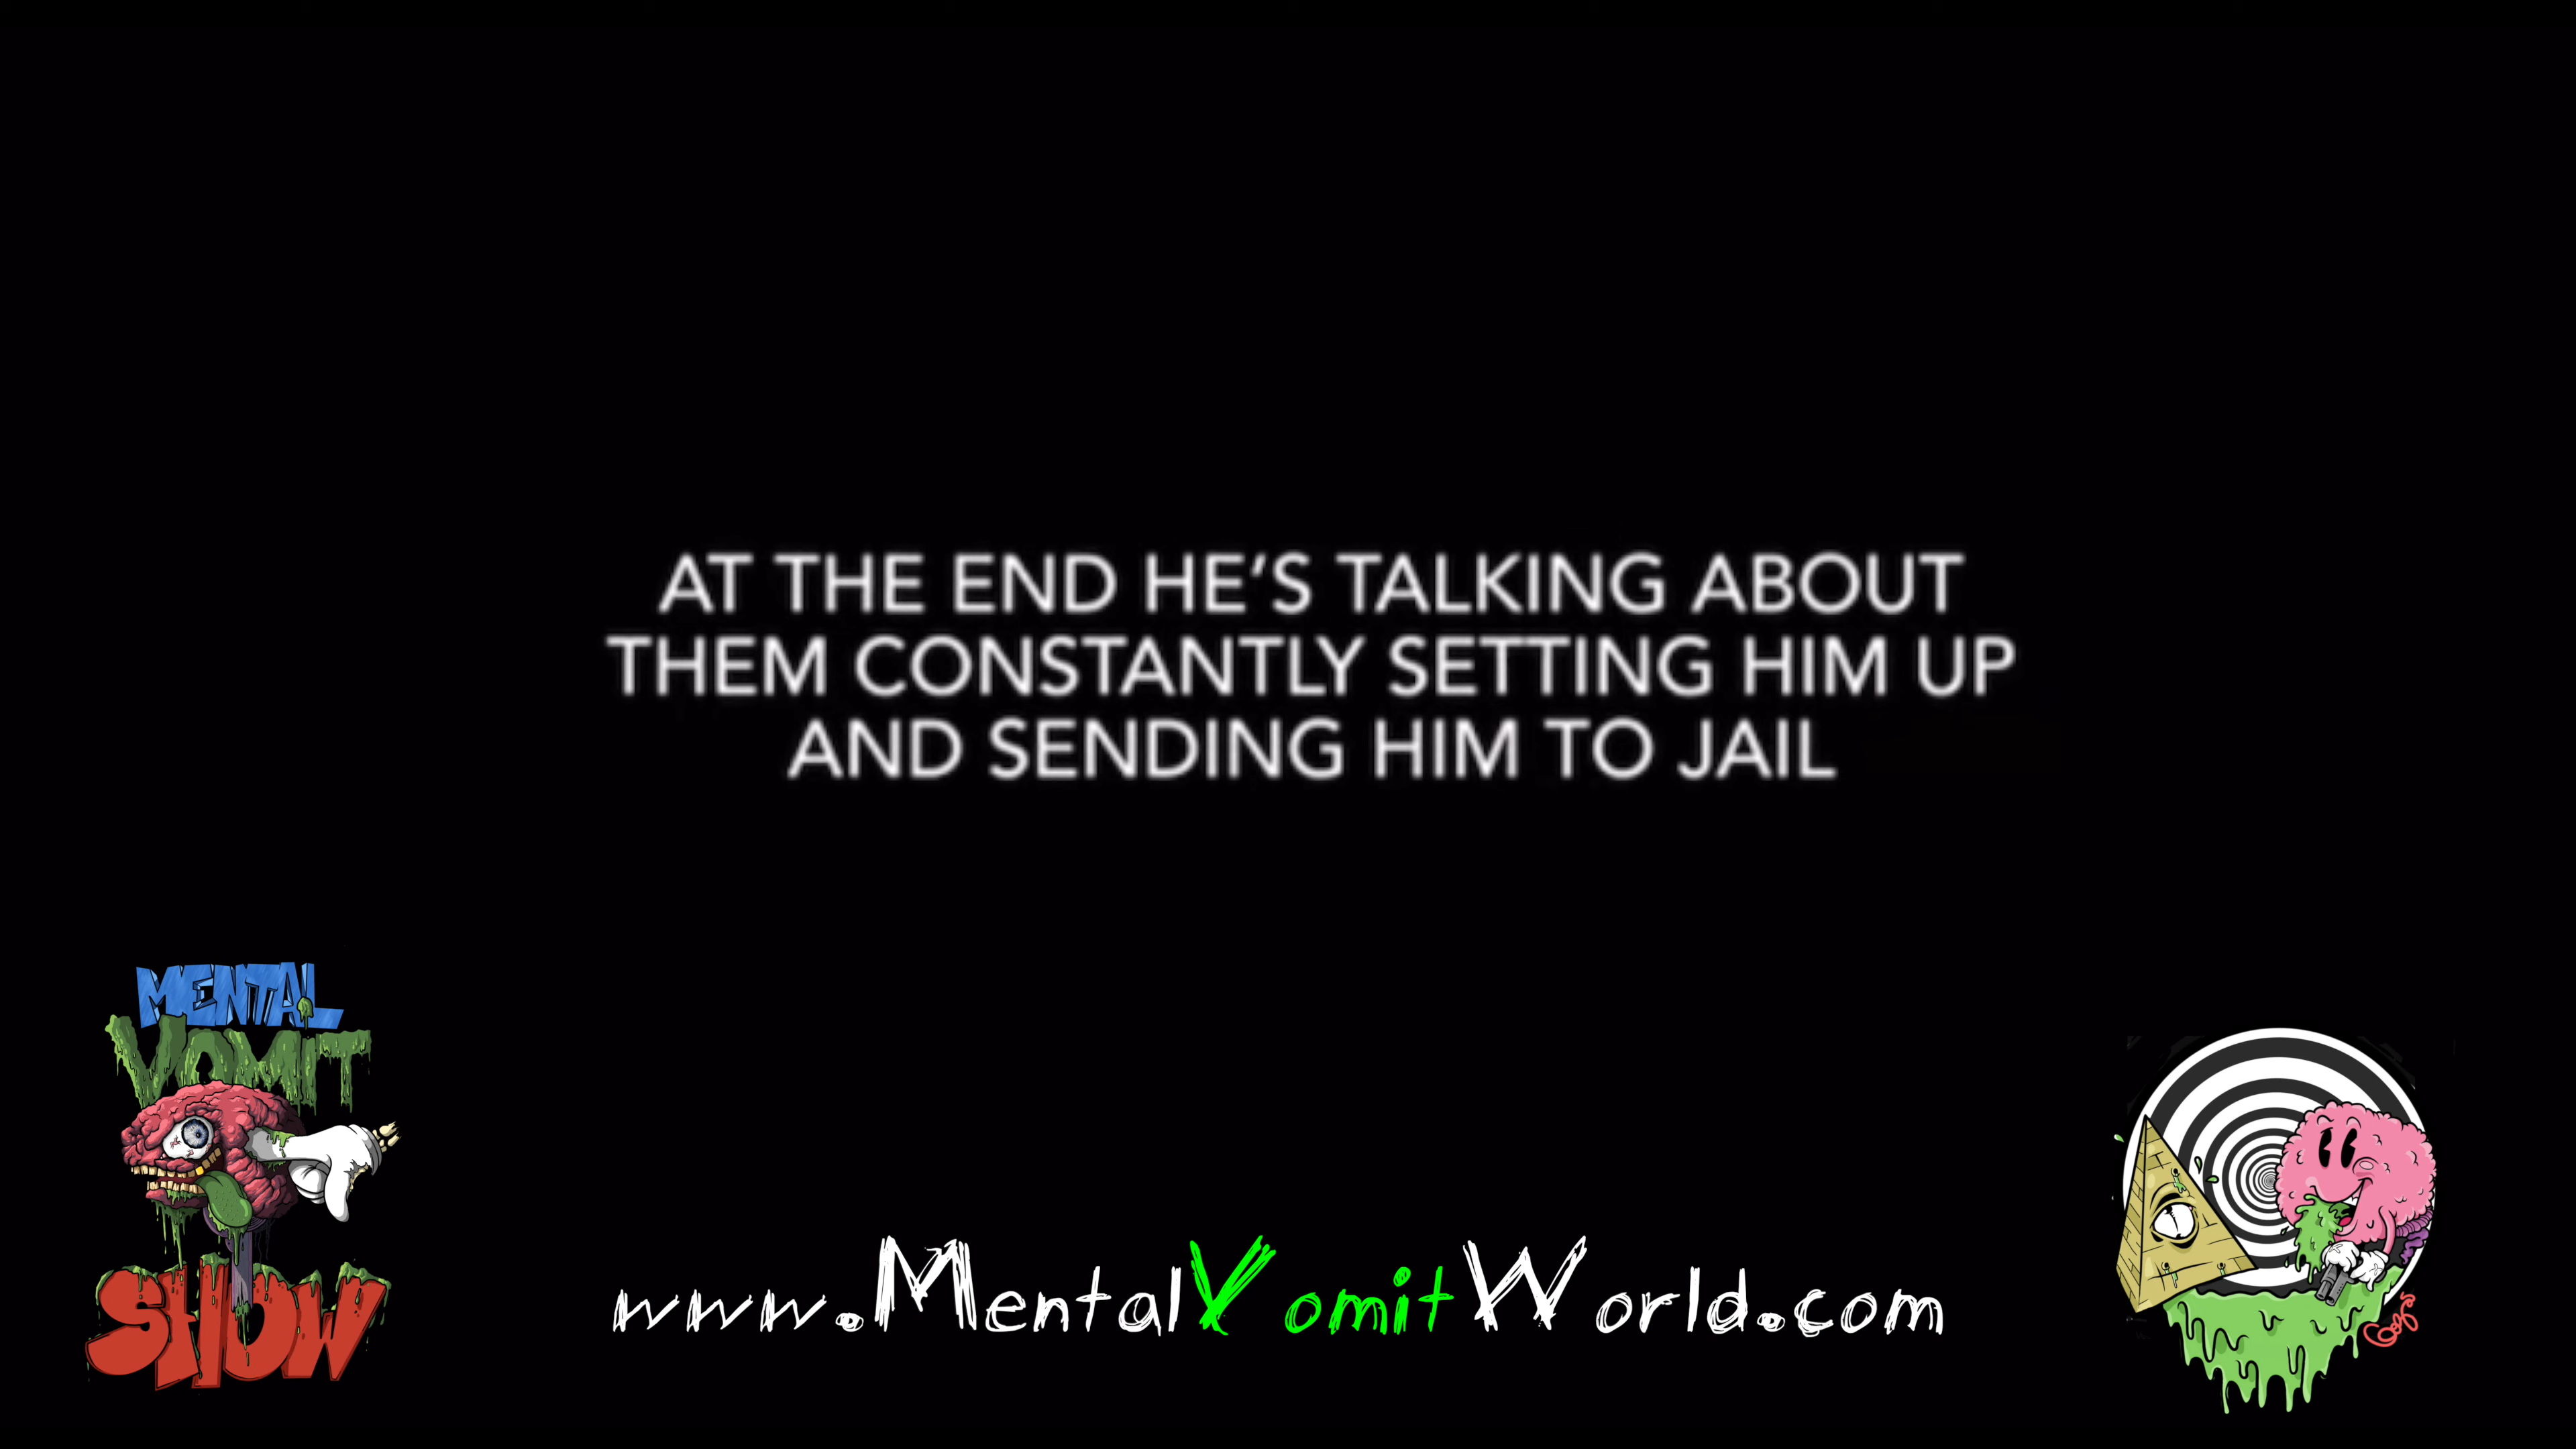 AT THE END HE'S TALKING ABOUT
THEM CONSTANTLY SETTING HIM UP
AND SENDING HIM TO JAIL
MENTAL
VOMIT
SHOW
www.MentalVomitWorld.com